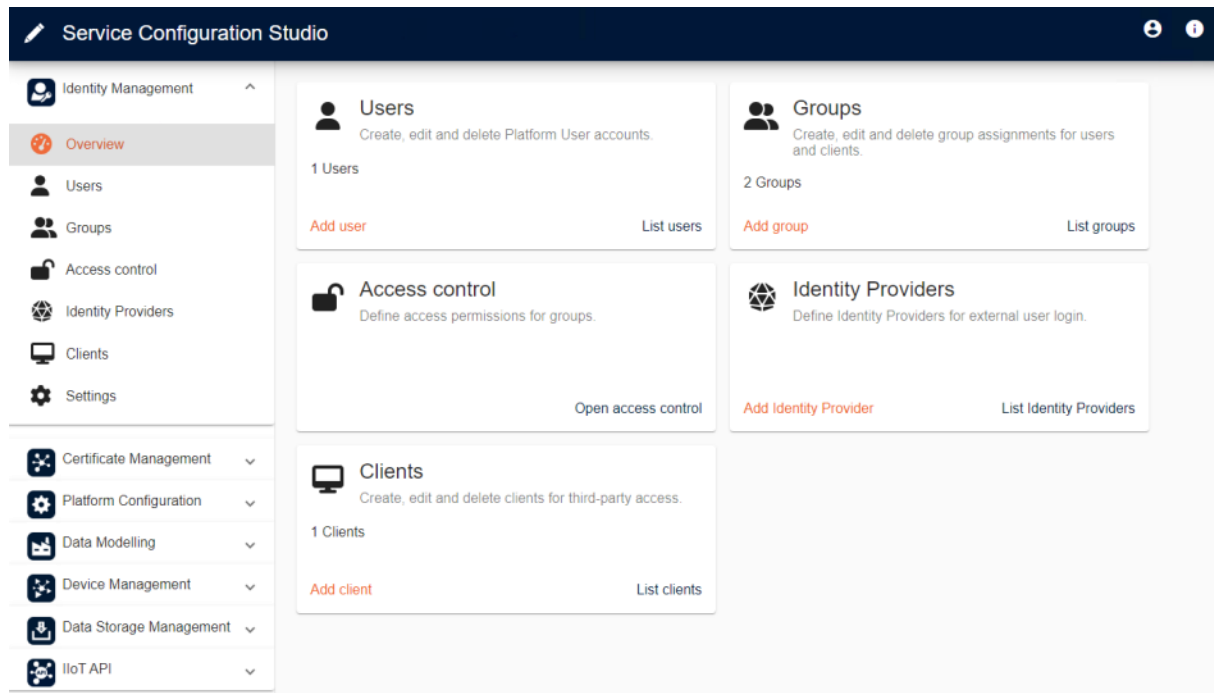 Service Configuration Studio
Identity Management
Overview
Users
Groups
Access control
Identity Providers
Clients
Settings
Certificate Management
Platform Configuration
Data Modelling
Device Management
Data Storage Management
IIoT API
Users
Create, edit and delete Platform User accounts.
1 Users
Add user
List users
Groups
Create, edit and delete group assignments for users
and clients.
2 Groups
Add group
List groups
Access control
Define access permissions for groups.
Open access control
Identity Providers
Define Identity Providers for external user login.
Add Identity Provider
List Identity Providers
Clients
Create, edit and delete clients for third-party access.
1 Clients
Add client
List clients